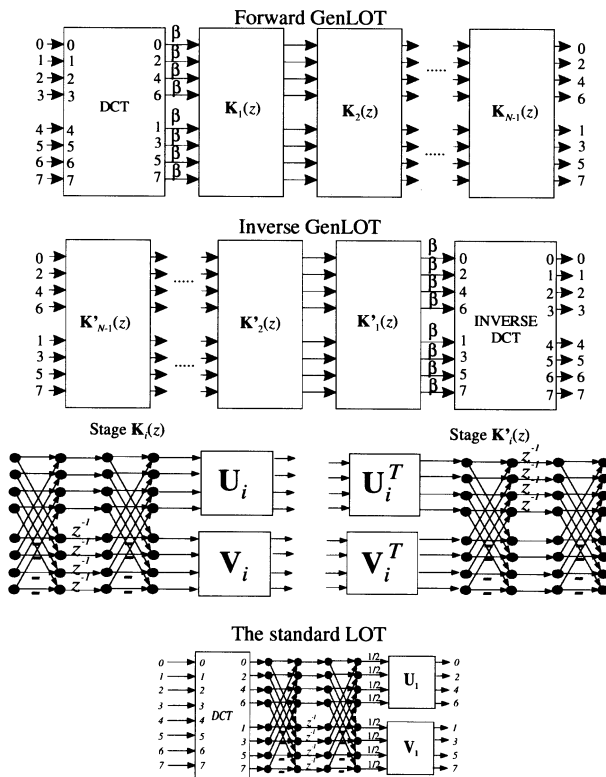 Forward GenLOT
β β β β β β β β
0 1 2 3 4 5 6 7
0 1 2 3 4 5 6 7
DCT
0 2 4 6 1 3 5 7
K₁(z)
K₂(z)
.....
.....
K_{N-1}(z)
0 2 4 6 1 3 5 7
Inverse GenLOT
0 2 4 6 1 3 5 7
K'_{N-1}(z)
.....
.....
K'₂(z)
K'₁(z)
β β β β β β β β
0 2 4 6 1 3 5 7
INVERSE
DCT
0 1 2 3 4 5 6 7
0 1 2 3 4 5 6 7
Stage K_i(z)
z⁻¹ z⁻¹ z⁻¹ z⁻¹
- - - -
U_i
V_i
Stage K'_i(z)
U_i^T
V_i^T
z⁻¹ z⁻¹ z⁻¹ z⁻¹
- - - -
The standard LOT
0 1 2 3 4 5 6 7
0 1 2 3 4 5 6 7
DCT
0 2 4 6 1 3 5 7
z⁻¹ z⁻¹ z⁻¹ z⁻¹
1/2 1/2 1/2 1/2 1/2 1/2 1/2 1/2
U₁
V₁
0 2 4 6 1 3 5 7